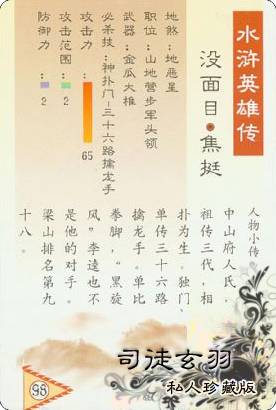 水浒英雄传
没面目·焦挺
地煞：地恶星
职位：山地营步军头领
武器：金瓜大椎
必杀技：神扑门—三十六路擒龙手
攻击力：
65
攻击范围：
2
防御力：
2
人物小传：
中山府人氏，
祖传三代，相
扑为生。独门、
单传三十六路
擒龙手。单比
拳脚，“黑旋
风”李逵也不
是他的对手。
梁山排名第九
十八。
98
司徒玄羽
私人珍藏版